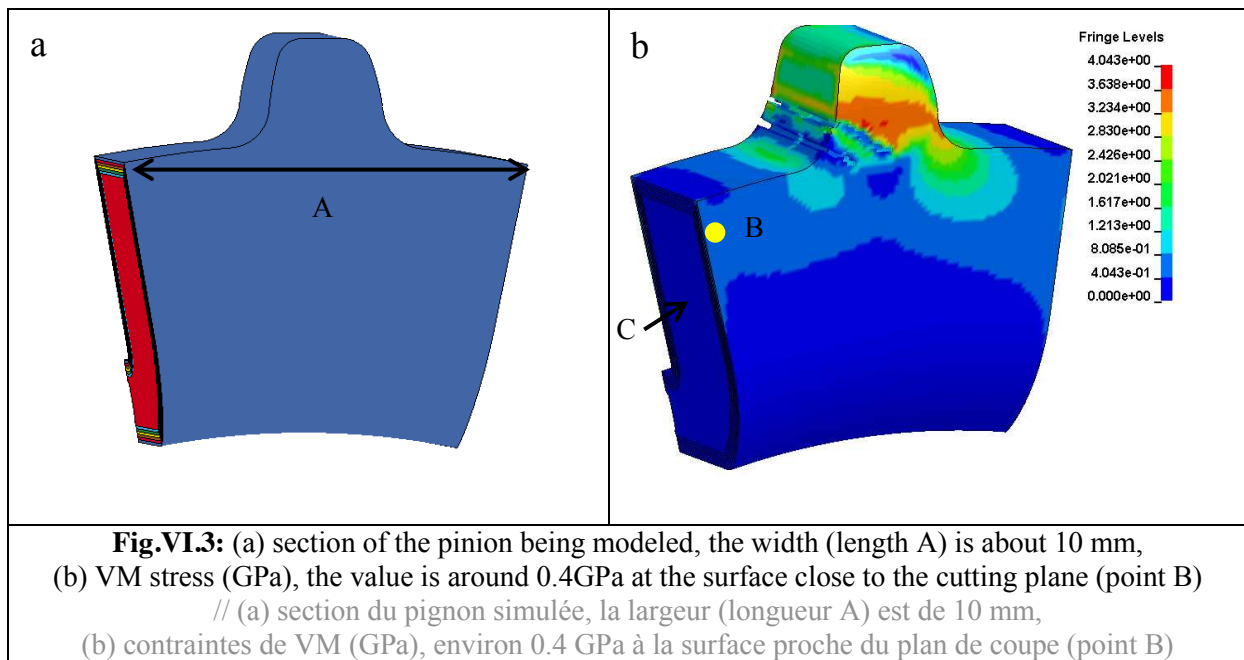 a
A
b
B
C
Fringe Levels
4.043e+00
3.638e+00
3.234e+00
2.830e+00
2.426e+00
2.021e+00
1.617e+00
1.213e+00
8.085e-01
4.043e-01
0.000e+00
Fig.VI.3: (a) section of the pinion being modeled, the width (length A) is about 10 mm,
(b) VM stress (GPa), the value is around 0.4GPa at the surface close to the cutting plane (point B)
// (a) section du pignon simulée, la largeur (longueur A) est de 10 mm,
(b) contraintes de VM (GPa), environ 0.4 GPa à la surface proche du plan de coupe (point B)